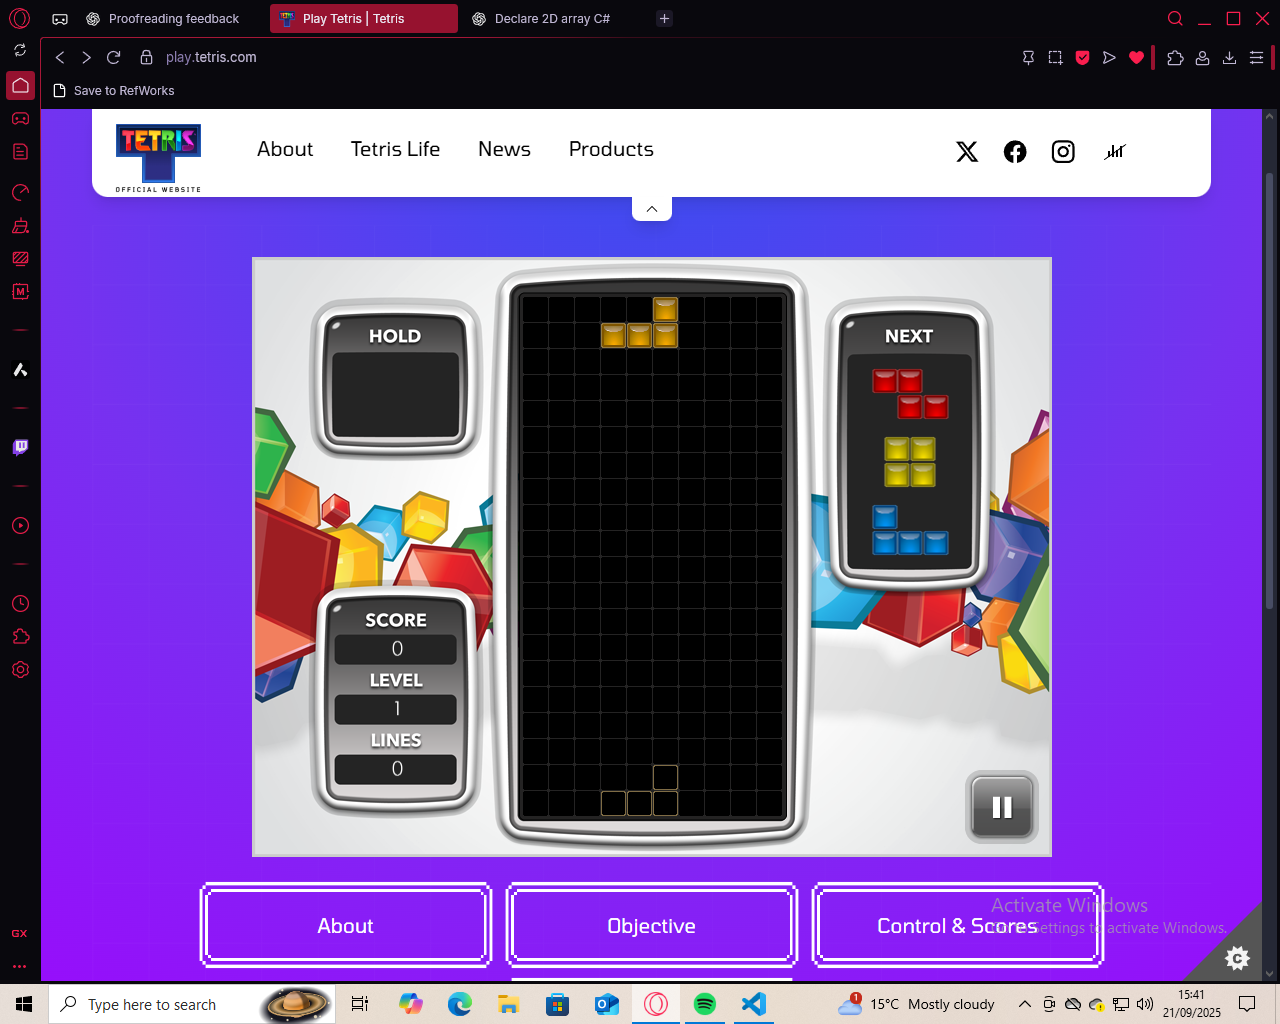 Proofreading feedback
Play Tetris | Tetris
Declare 2D array C#
play.tetris.com
Save to RefWorks
TETRIS
OFFICIAL WEBSITE
About
Tetris Life
News
Products
HOLD
NEXT
SCORE
0
LEVEL
1
LINES
0
M
About
Objective
Control & Scores
Activate Windows
Go to Settings to activate Windows.
C
GX
Type here to search
1
15°C Mostly cloudy
15:41
21/09/2025